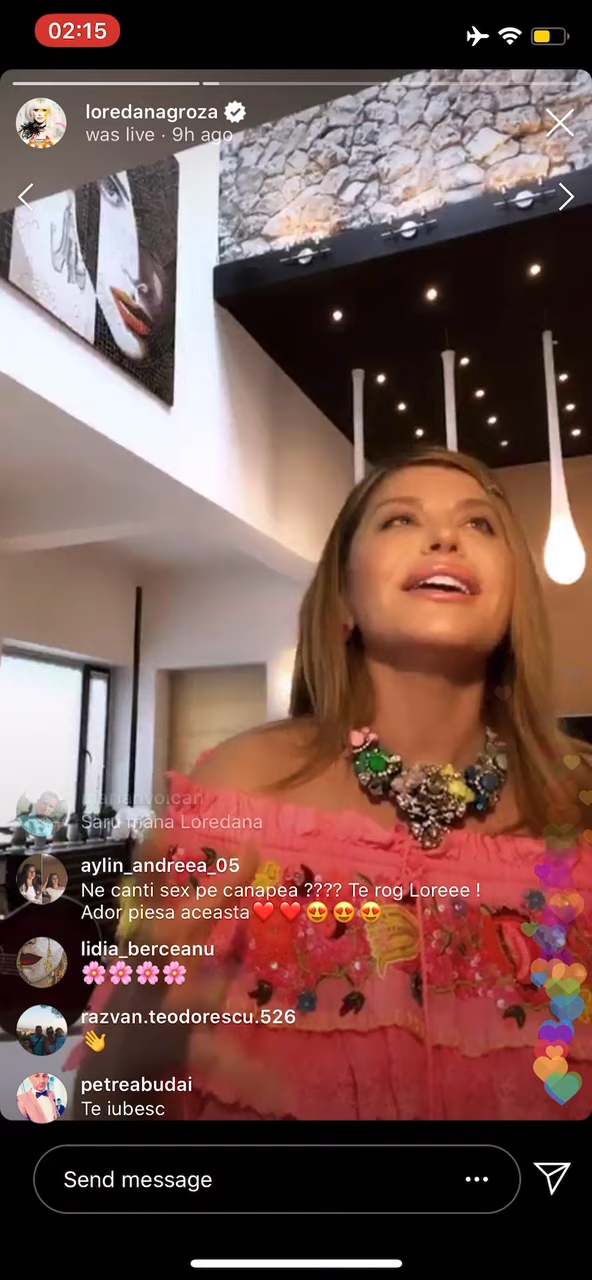 02:15
loredanagroza
was live · 9h ago
marianvolcan
Saru mana Loredana
aylin_andreea_05
Ne canti sex pe canapea ???? Te rog Loreee !
Ador piesa aceasta❤️❤️😍😍😍
lidia_berceanu
🌸🌸🌸🌸
razvan.teodorescu.526
👋
petreabudai
Te iubesc
Send message